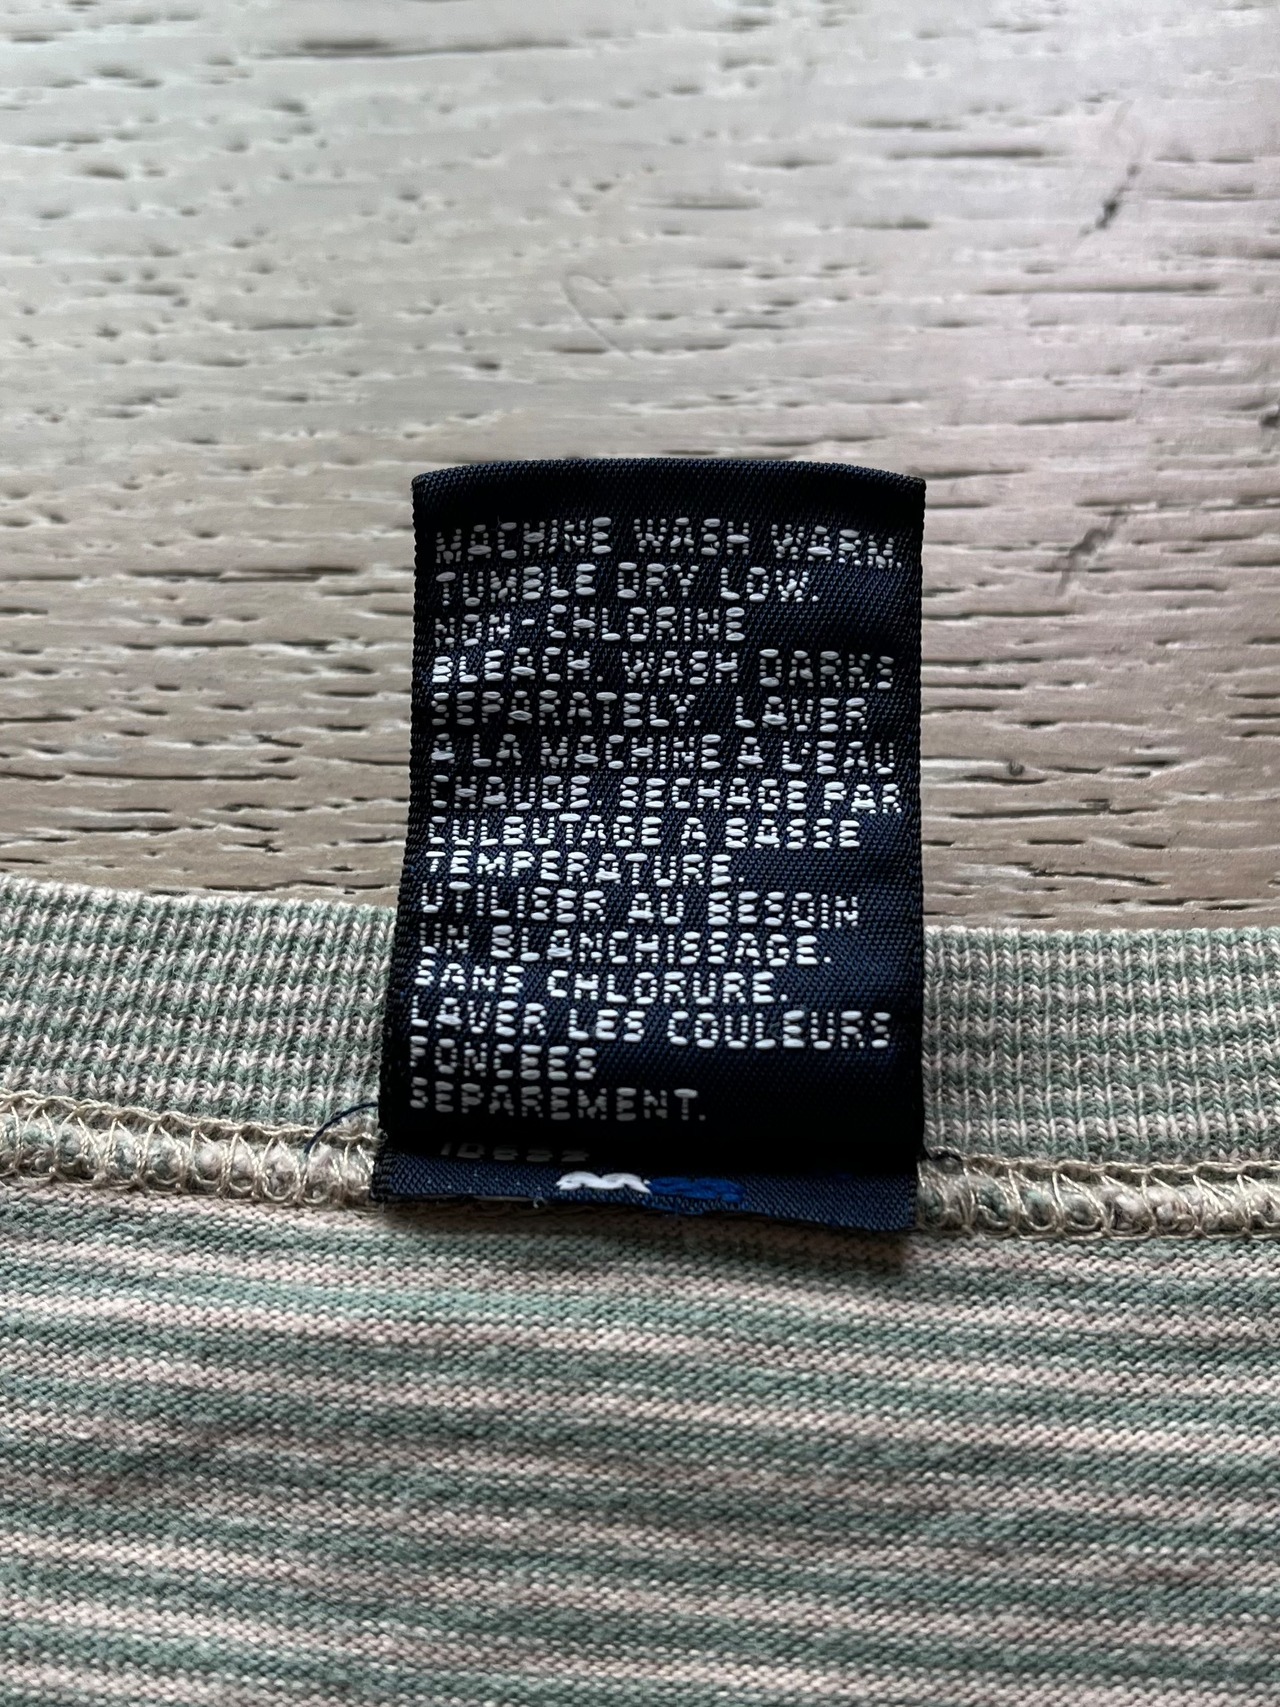 MACHINE WASH WARM.
TUMBLE DRY LOW.
NON-CHLORINE
BLEACH. WASH DARKS
SEPARATELY. LAVER
A LA MACHINE A L'EAU
CHAUDE. SECHAGE PAR
CULBUTAGE A BASSE
TEMPERATURE.
UTILISER AU BESOIN
UN BLANCHISSAGE.
SANS CHLORURE.
LAVER LES COULEURS
FONCEES
SEPAREMENT.